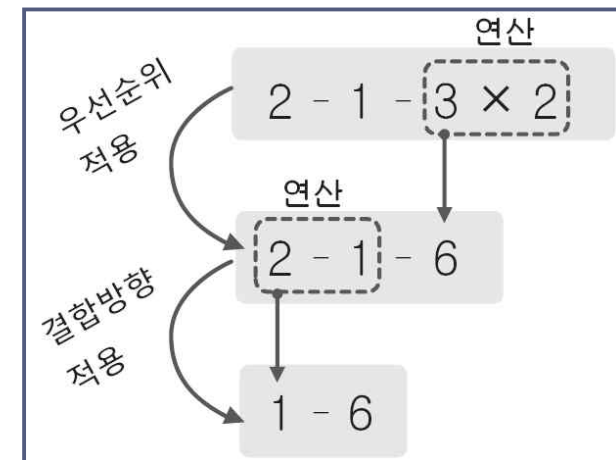 연산
2 - 1 - 3 × 2
우선순위
적용
연산
2 - 1 - 6
결합방향
적용
1 - 6